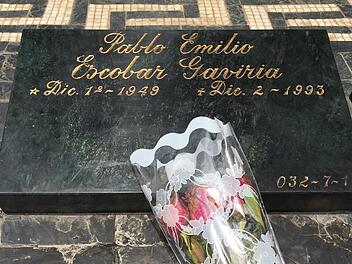 Pablo Emilio
Escobar Gaviria
☆ Dic. 1º-1949 ✝ Dic. 2-1993
032-7-1